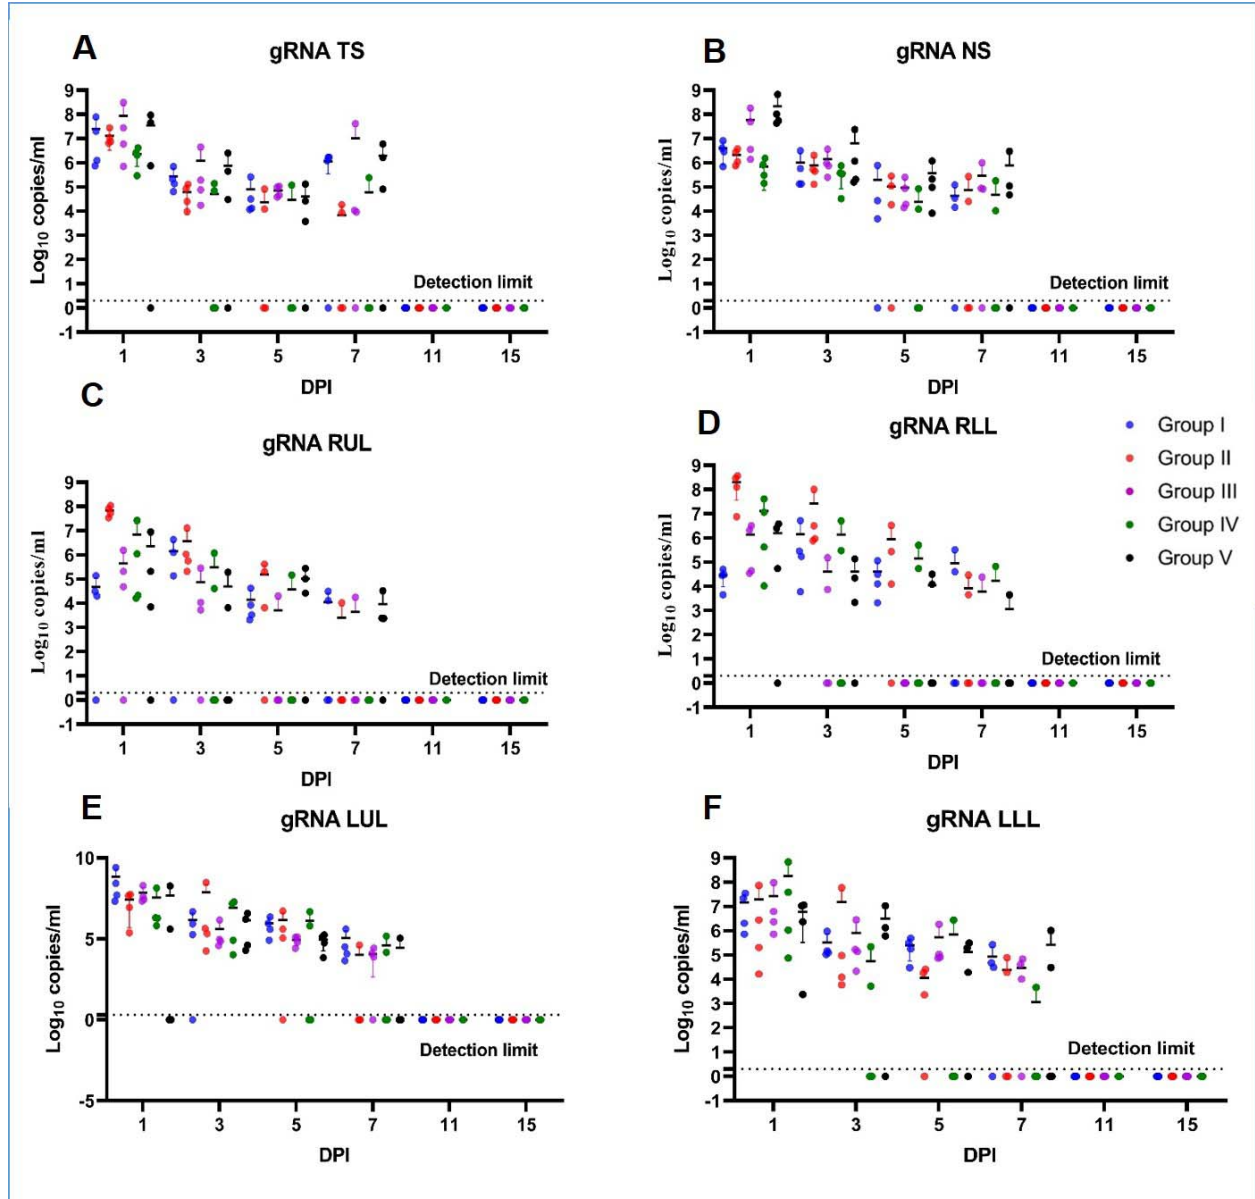 A
gRNA TS
Log10 copies/ml
9
8
7
6
5
4
3
2
1
0
-1
Detection limit
1 3 5 7 11 15
DPI
B
gRNA NS
Log10 copies/ml
9
8
7
6
5
4
3
2
1
0
-1
Detection limit
1 3 5 7 11 15
DPI
C
gRNA RUL
Log10 copies/ml
9
8
7
6
5
4
3
2
1
0
-1
Detection limit
1 3 5 7 11 15
DPI
D
gRNA RLL
Log10 copies/ml
9
8
7
6
5
4
3
2
1
0
-1
Detection limit
1 3 5 7 11 15
DPI
Group I
Group II
Group III
Group IV
Group V
E
gRNA LUL
Log10 copies/ml
10
5
0
-5
Detection limit
1 3 5 7 11 15
DPI
F
gRNA LLL
Log10 copies/ml
9
8
7
6
5
4
3
2
1
0
-1
Detection limit
1 3 5 7 11 15
DPI